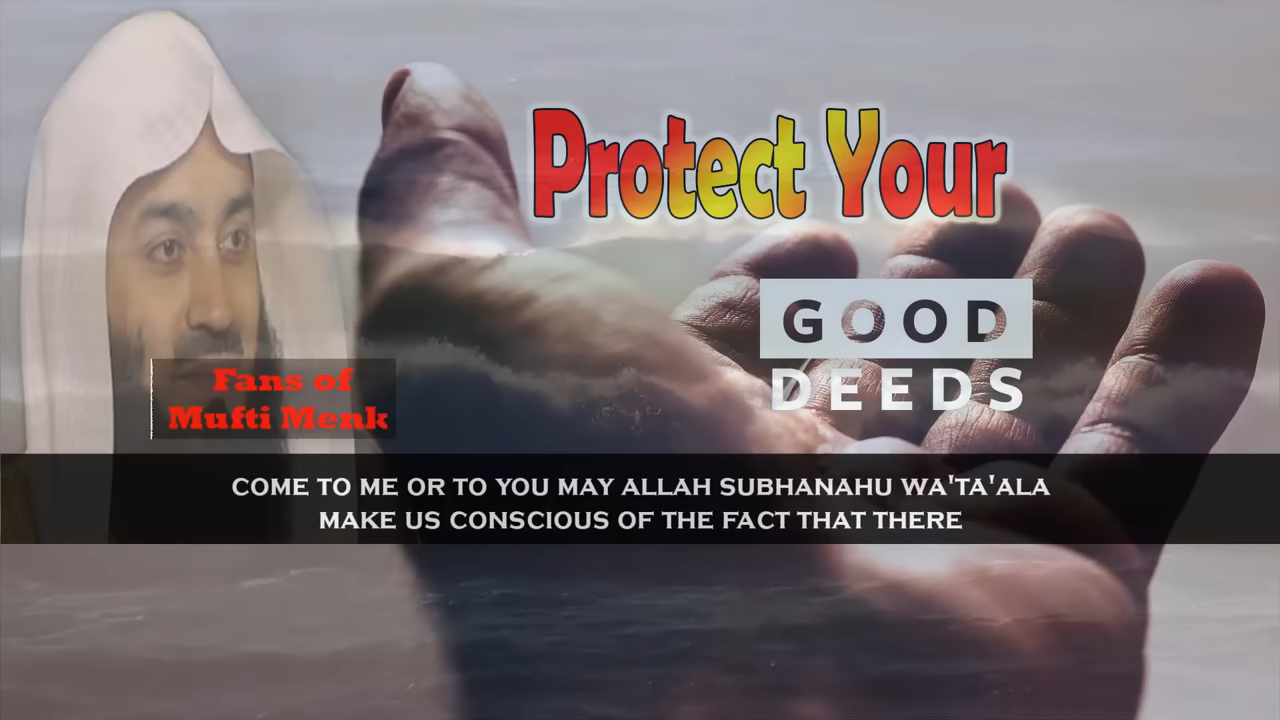 Protect Your
GOOD
DEEDS
Fans of
Mufti Menk
COME TO ME OR TO YOU MAY ALLAH SUBHANAHU WA'TA'ALA
MAKE US CONSCIOUS OF THE FACT THAT THERE